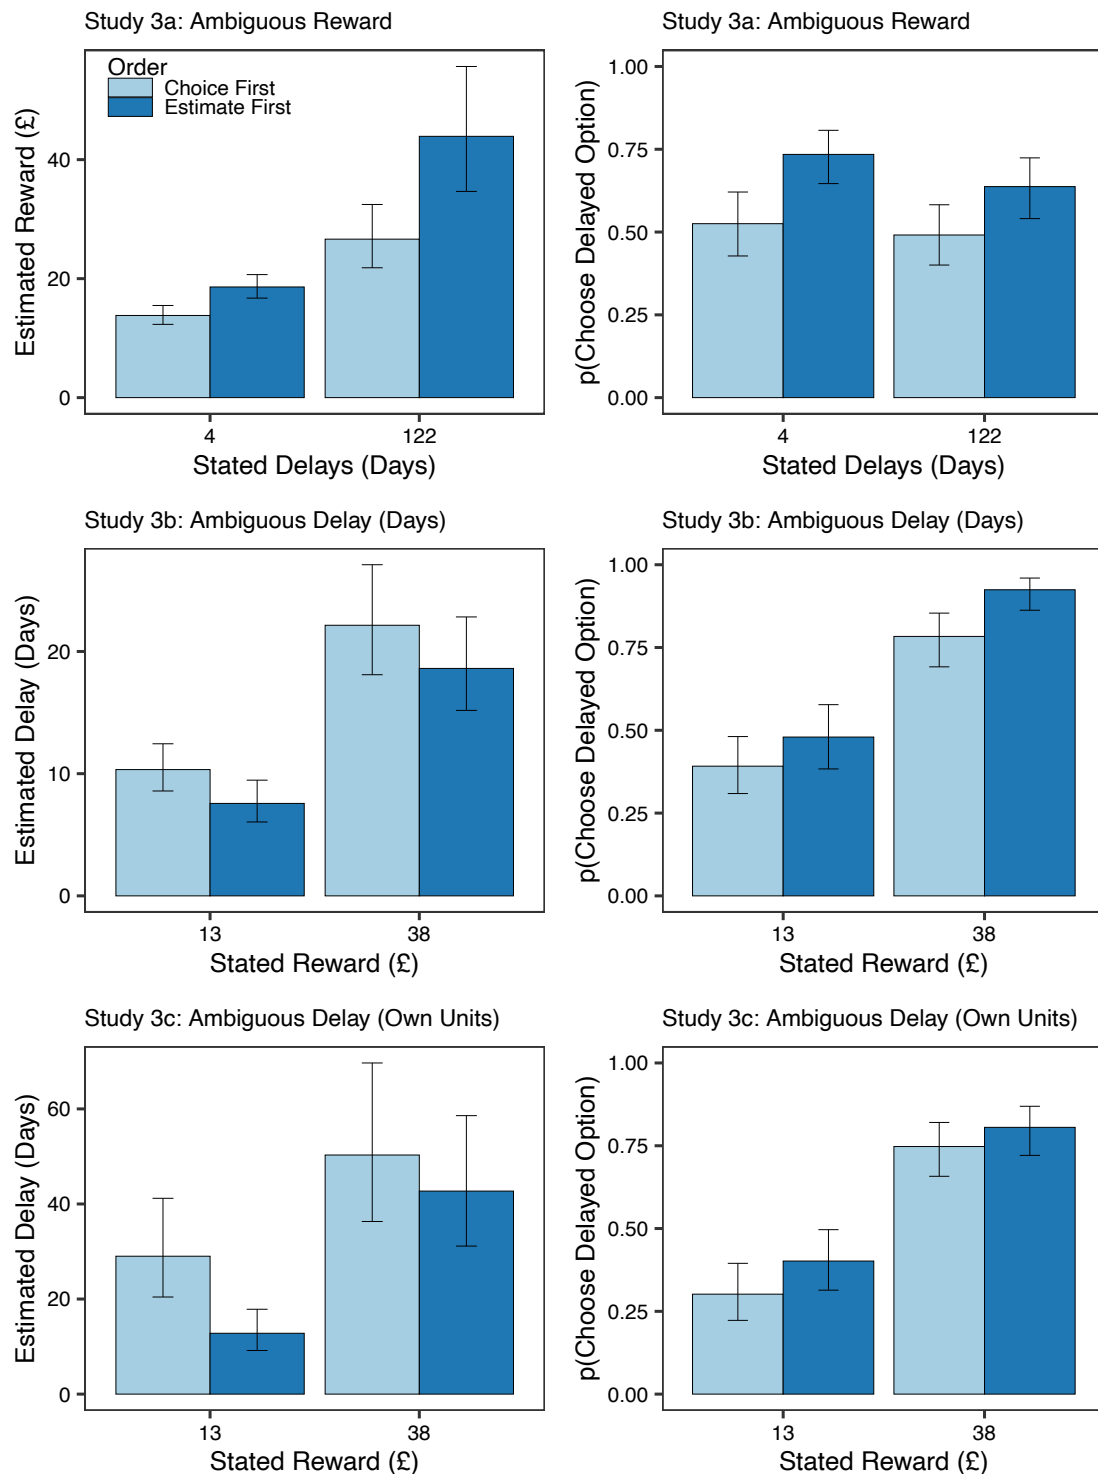 Study 3a: Ambiguous Reward
Order
Choice First
Estimate First
Estimated Reward (£)
40
20
0
4
122
Stated Delays (Days)
Study 3a: Ambiguous Reward
p(Choose Delayed Option)
1.00
0.75
0.50
0.25
0.00
4
122
Stated Delays (Days)
Study 3b: Ambiguous Delay (Days)
Estimated Delay (Days)
20
10
0
13
38
Stated Reward (£)
Study 3b: Ambiguous Delay (Days)
p(Choose Delayed Option)
1.00
0.75
0.50
0.25
0.00
13
38
Stated Reward (£)
Study 3c: Ambiguous Delay (Own Units)
Estimated Delay (Days)
60
40
20
0
13
38
Stated Reward (£)
Study 3c: Ambiguous Delay (Own Units)
p(Choose Delayed Option)
1.00
0.75
0.50
0.25
0.00
13
38
Stated Reward (£)